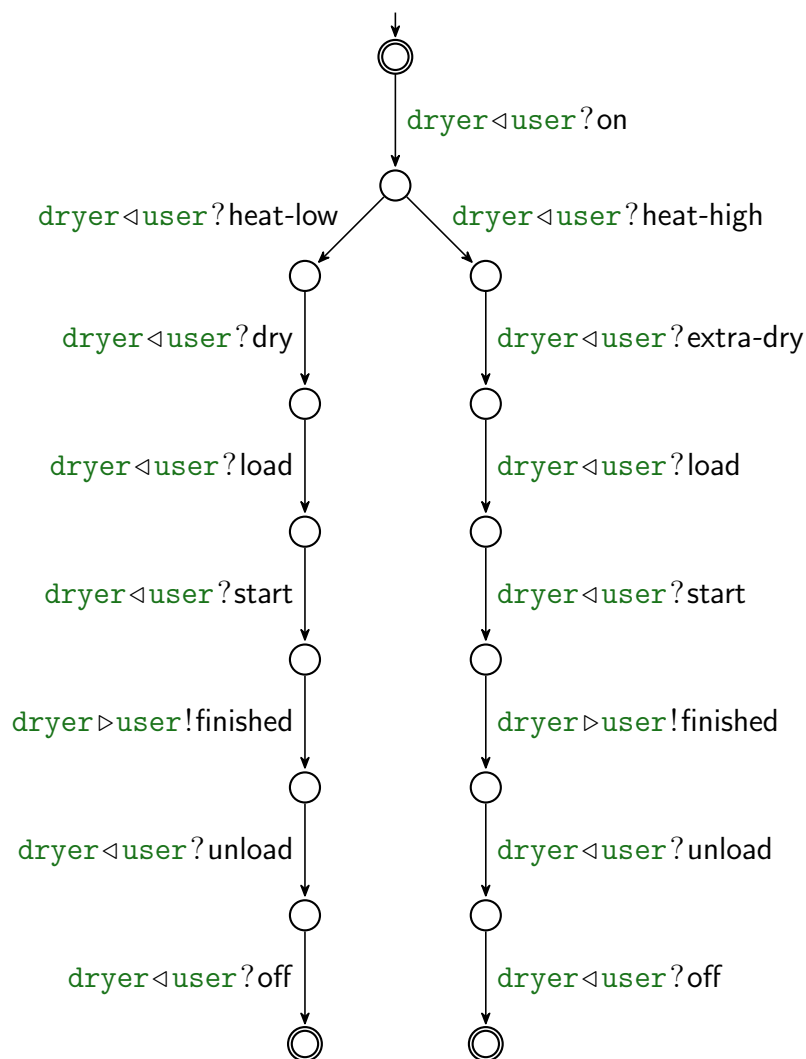 dryer◁user?on
dryer◁user?heat-low dryer◁user?heat-high
dryer◁user?dry dryer◁user?extra-dry
dryer◁user?load dryer◁user?load
dryer◁user?start dryer◁user?start
dryer▷user!finished dryer▷user!finished
dryer◁user?unload dryer◁user?unload
dryer◁user?off dryer◁user?off